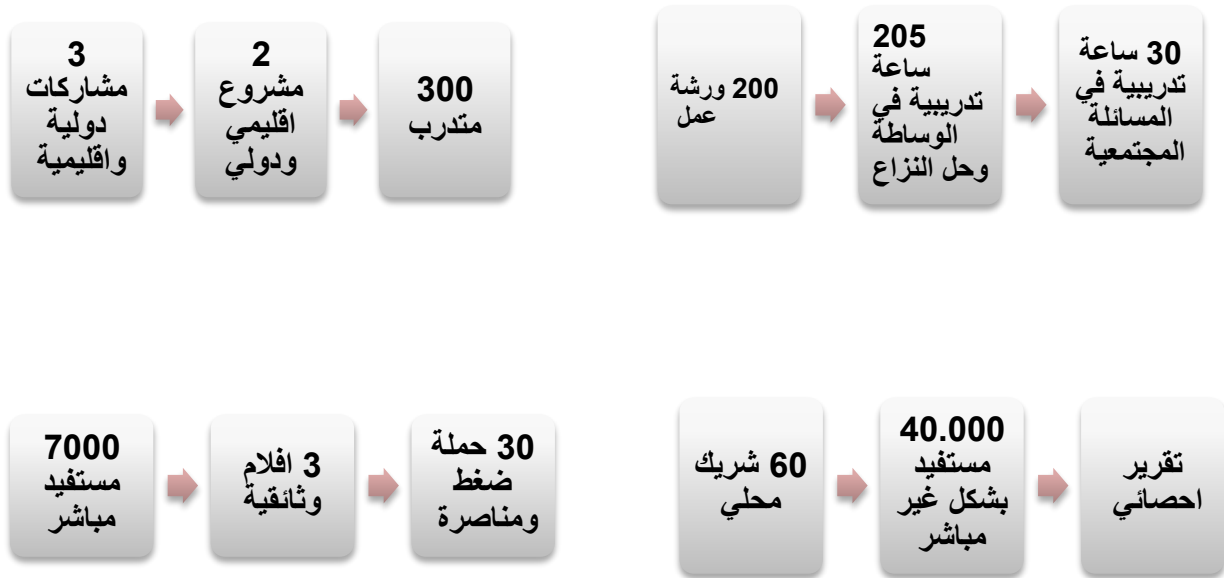 3
مشاركات
دولية
واقليمية
2
مشروع
اقليمي
ودولي
300
متدرب
200 ورشة
عمل
205
ساعة
تدريبية في
الوساطة
وحل النزاع
30 ساعة
تدريبية في
المسائلة
المجتمعية
7000
مستفيد
مباشر
3 افلام
وثائقية
30 حملة
ضغط
ومناصرة
60 شريك
محلي
40.000
مستفيد
بشكل غير
مباشر
تقرير
احصائي